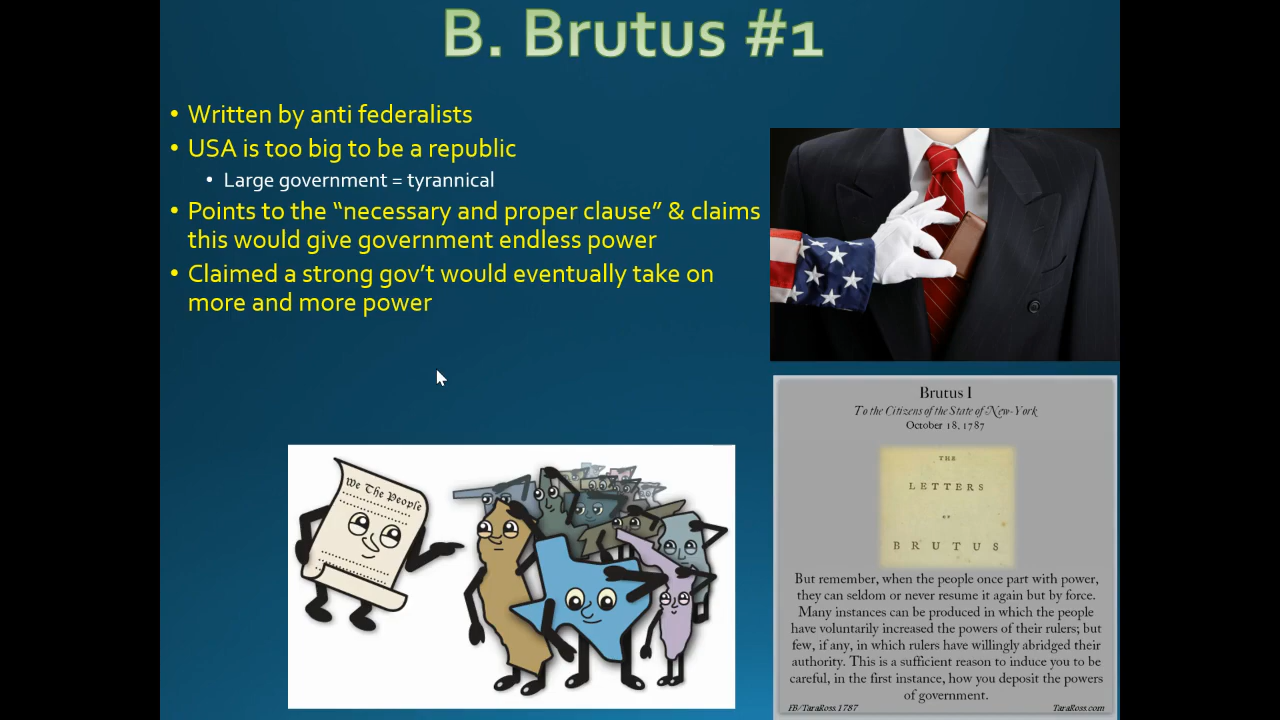 B. Brutus #1
• Written by anti federalists
• USA is too big to be a republic
• Large government = tyrannical
• Points to the “necessary and proper clause” & claims
this would give government endless power
• Claimed a strong gov’t would eventually take on
more and more power
We The People
Brutus I
To the Citizens of the State of New-York
October 18, 1787
THE
LETTERS
OF
BRUTUS
But remember, when the people once part with power,
they can seldom or never resume it again but by force.
Many instances can be produced in which the people
have voluntarily increased the powers of their rulers; but
few, if any, in which rulers have willingly abridged their
authority. This is a sufficient reason to induce you to be
careful, in the first instance, how you deposit the powers
of government.
FB/TaraRoss.1787
TaraRoss.com